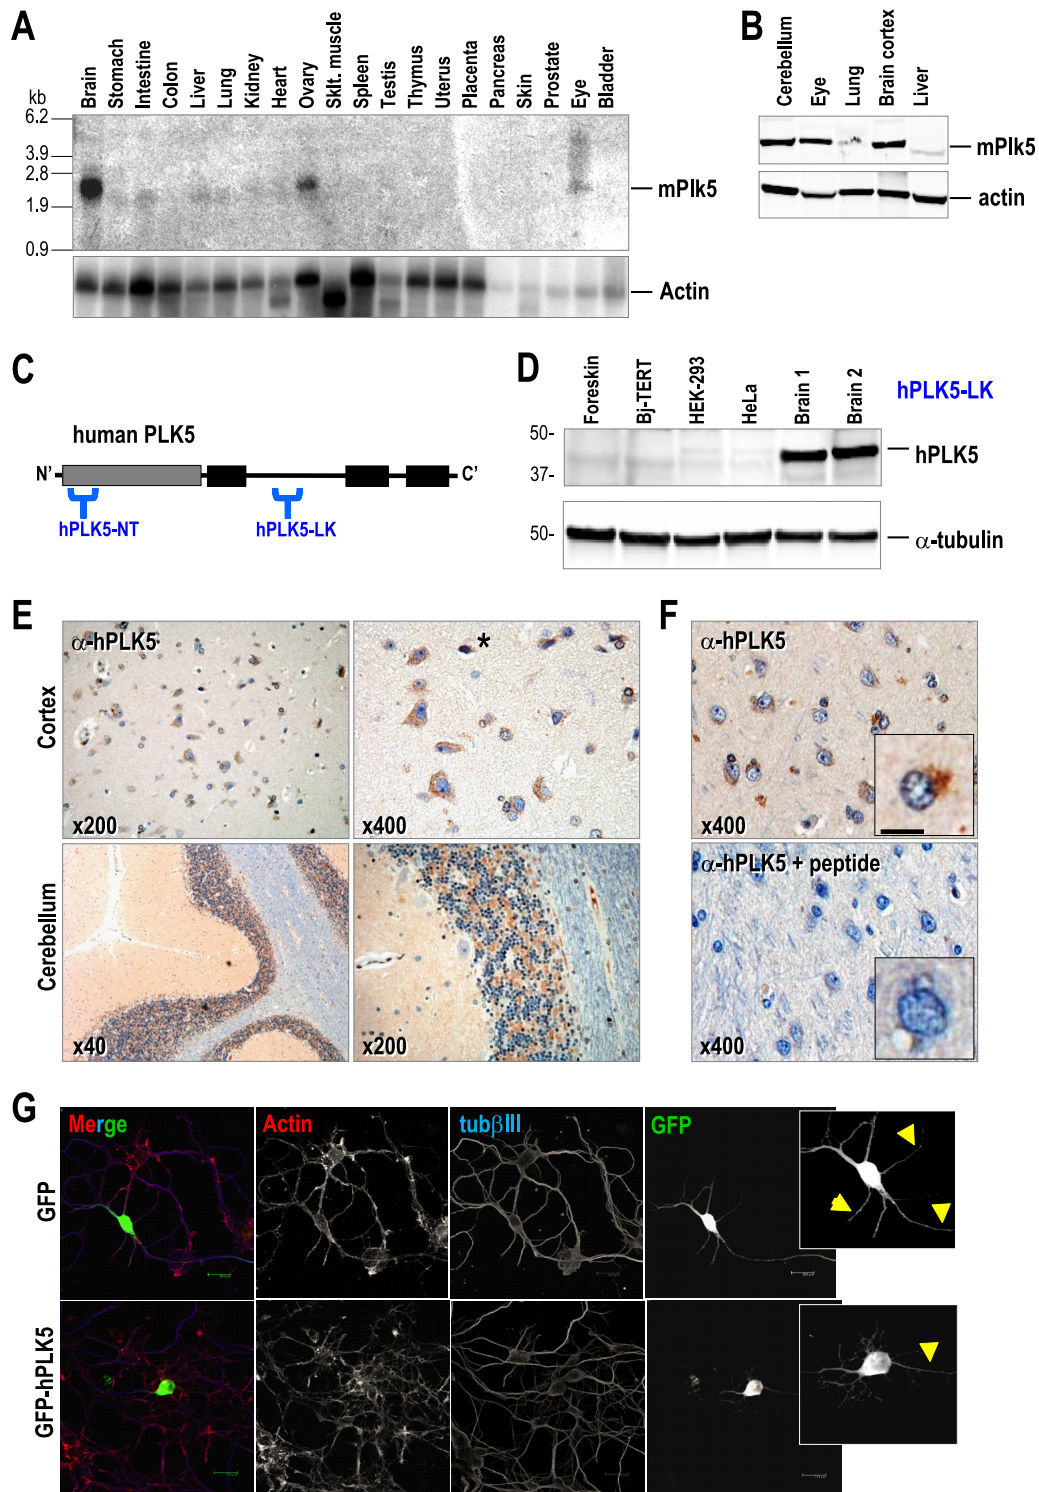 A
Brain Stomach Intestine Colon Liver Lung Kidney Heart Ovary Sklt. muscle Spleen Testis Thymus Uterus Placenta Pancreas Skin Prostate Eye Bladder
kb
6.2
3.9
2.8
1.9
0.9
mPlk5
Actin
B
Cerebellum Eye Lung Brain cortex Liver
mPlk5
actin
C
human PLK5
N' C'
hPLK5-NT hPLK5-LK
D
Foreskin Bj-TERT HEK-293 HeLa Brain 1 Brain 2
hPLK5-LK
50-
37-
hPLK5
50-
α-tubulin
E
Cortex
α-hPLK5
*
x200
x400
Cerebellum
x40
x200
F
α-hPLK5
x400
α-hPLK5 + peptide
x400
G
GFP
Merge Actin tubβIII GFP
GFP-hPLK5